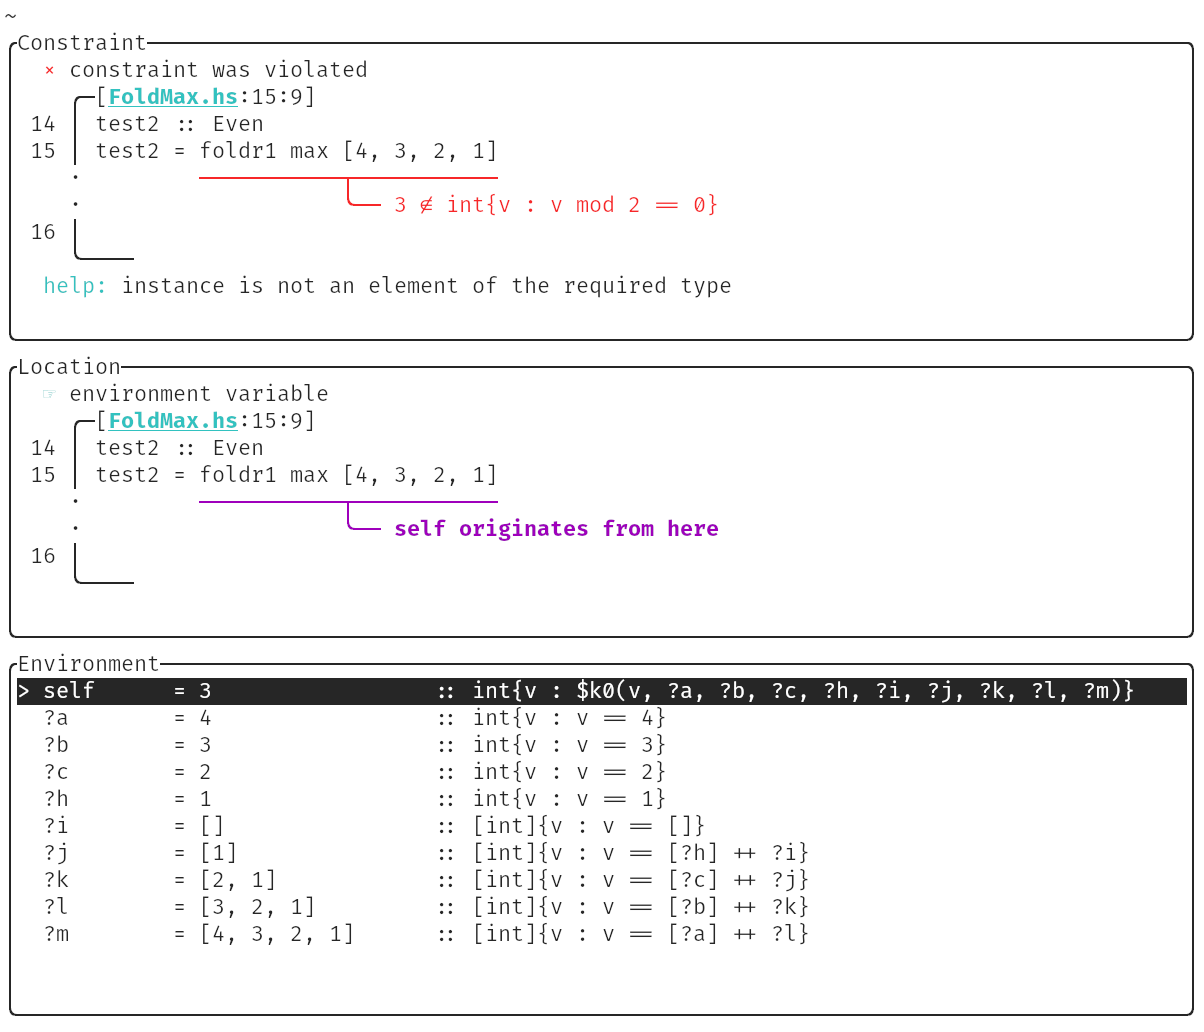 ~
Constraint
× constraint was violated
[FoldMax.hs:15:9]
14 test2 :: Even
15 test2 = foldr1 max [4, 3, 2, 1]
·
· 3 ∉ int{v : v mod 2 == 0}
16
help: instance is not an element of the required type
Location
☞ environment variable
[FoldMax.hs:15:9]
14 test2 :: Even
15 test2 = foldr1 max [4, 3, 2, 1]
·
· self originates from here
16
Environment
> self = 3 :: int{v : $k0(v, ?a, ?b, ?c, ?h, ?i, ?j, ?k, ?l, ?m)}
?a = 4 :: int{v : v == 4}
?b = 3 :: int{v : v == 3}
?c = 2 :: int{v : v == 2}
?h = 1 :: int{v : v == 1}
?i = [] :: [int]{v : v == []}
?j = [1] :: [int]{v : v == [?h] ++ ?i}
?k = [2, 1] :: [int]{v : v == [?c] ++ ?j}
?l = [3, 2, 1] :: [int]{v : v == [?b] ++ ?k}
?m = [4, 3, 2, 1] :: [int]{v : v == [?a] ++ ?l}